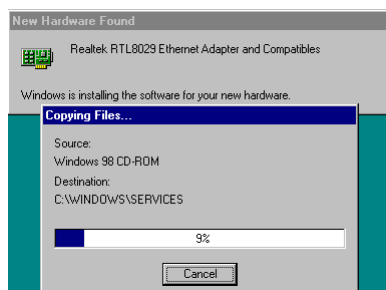 New Hardware Found
Realtek RTL8029 Ethernet Adapter and Compatibles
Windows is installing the software for your new hardware.
Copying Files...
Source:
Windows 98 CD-ROM
Destination:
C:\WINDOWS\SERVICES
9%
Cancel